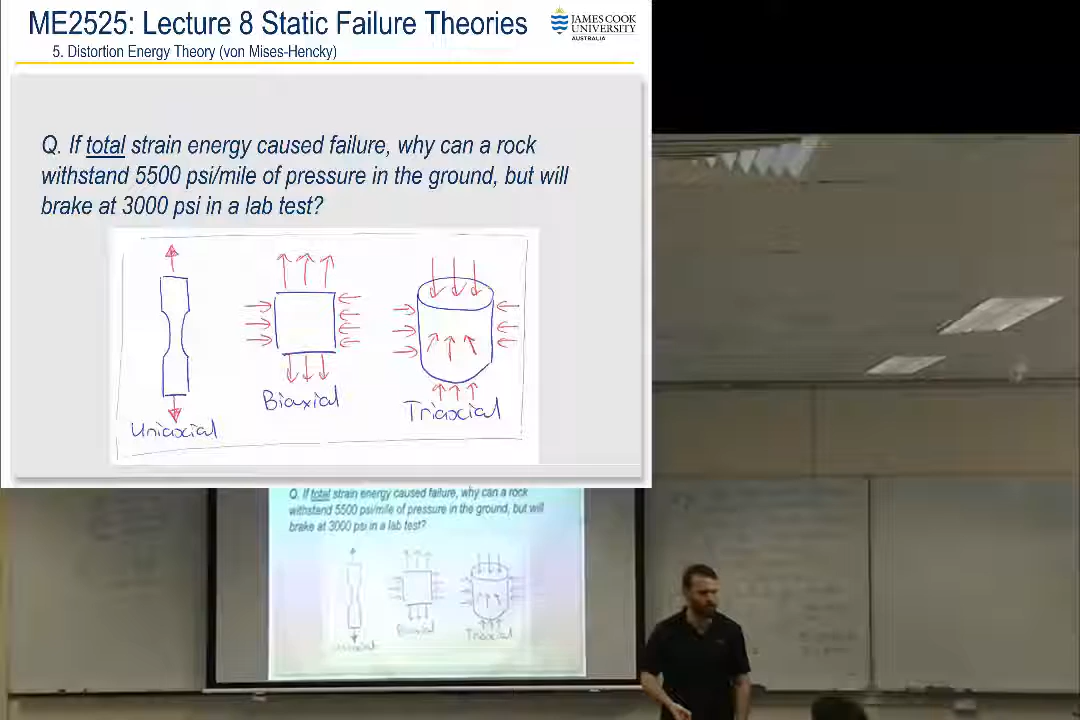 ME2525: Lecture 8 Static Failure Theories
JAMES COOK
UNIVERSITY
AUSTRALIA
5. Distortion Energy Theory (von Mises-Hencky)
Q. If total strain energy caused failure, why can a rock
withstand 5500 psi/mile of pressure in the ground, but will
brake at 3000 psi in a lab test?
Uniaxial
Biaxial
Triaxial
Q. If total strain energy caused failure, why can a rock
withstand 5500 psi/mile of pressure in the ground, but will
brake at 3000 psi in a lab test?
Uniaxial
Biaxial
Triaxial